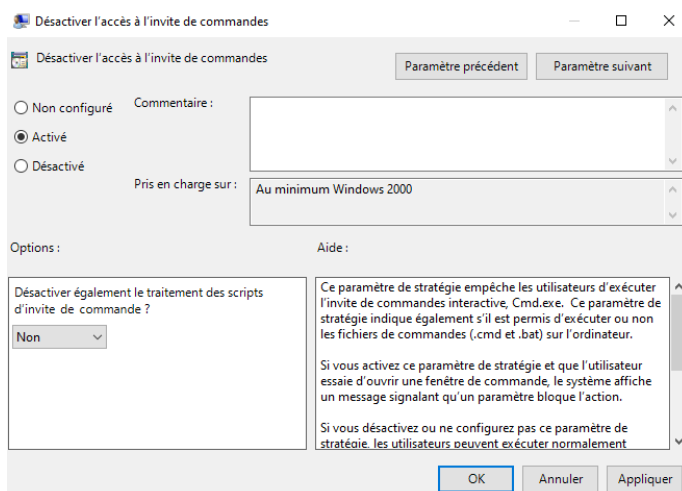 Désactiver l'accès à l'invite de commandes
Désactiver l'accès à l'invite de commandes
Paramètre précédent
Paramètre suivant
Non configuré
Commentaire :
Activé
Désactivé
Pris en charge sur :
Au minimum Windows 2000
Options :
Aide :
Désactiver également le traitement des scripts
d'invite de commande ?
Non
Ce paramètre de stratégie empêche les utilisateurs d'exécuter
l'invite de commandes interactive, Cmd.exe. Ce paramètre de
stratégie indique également s'il est permis d'exécuter ou non
les fichiers de commandes (.cmd et .bat) sur l'ordinateur.
Si vous activez ce paramètre de stratégie et que l'utilisateur
essaie d'ouvrir une fenêtre de commande, le système affiche
un message signalant qu'un paramètre bloque l'action.
Si vous désactivez ou ne configurez pas ce paramètre de
stratégie, les utilisateurs peuvent exécuter normalement
OK
Annuler
Appliquer